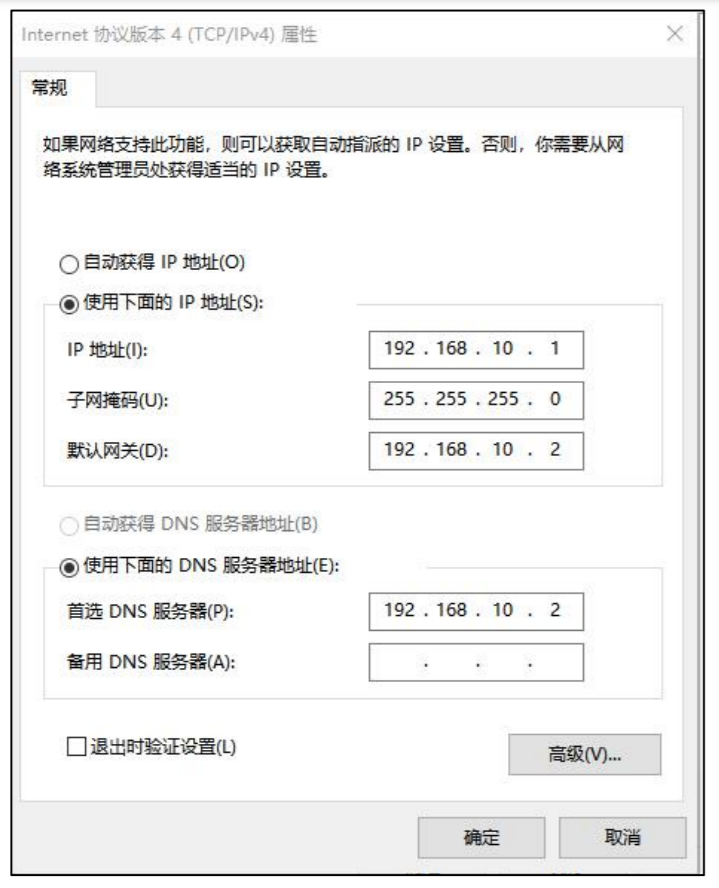 Internet 协议版本 4 (TCP/IPv4) 属性
常规
如果网络支持此功能，则可以获取自动指派的 IP 设置。否则，你需要从网
络系统管理员处获得适当的 IP 设置。
自动获得 IP 地址(O)
使用下面的 IP 地址(S):
IP 地址(I): 192 . 168 . 10 . 1
子网掩码(U): 255 . 255 . 255 . 0
默认网关(D): 192 . 168 . 10 . 2
自动获得 DNS 服务器地址(B)
使用下面的 DNS 服务器地址(E):
首选 DNS 服务器(P): 192 . 168 . 10 . 2
备用 DNS 服务器(A): . . .
退出时验证设置(L)
高级(V)...
确定 取消